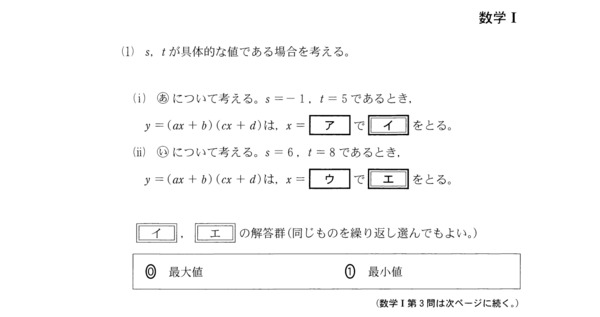 数学Ⅰ
(1) s，tが具体的な値である場合を考える。
(i) あについて考える。s＝－1，t＝5であるとき，
y＝(ax＋b)(cx＋d)は，x＝ ア で イ をとる。
(ii) いについて考える。s＝6，t＝8であるとき，
y＝(ax＋b)(cx＋d)は，x＝ ウ で エ をとる。
イ ， エ の解答群(同じものを繰り返し選んでもよい。)
⓪ 最大値 ① 最小値
(数学Ⅰ第3問は次ページに続く。)